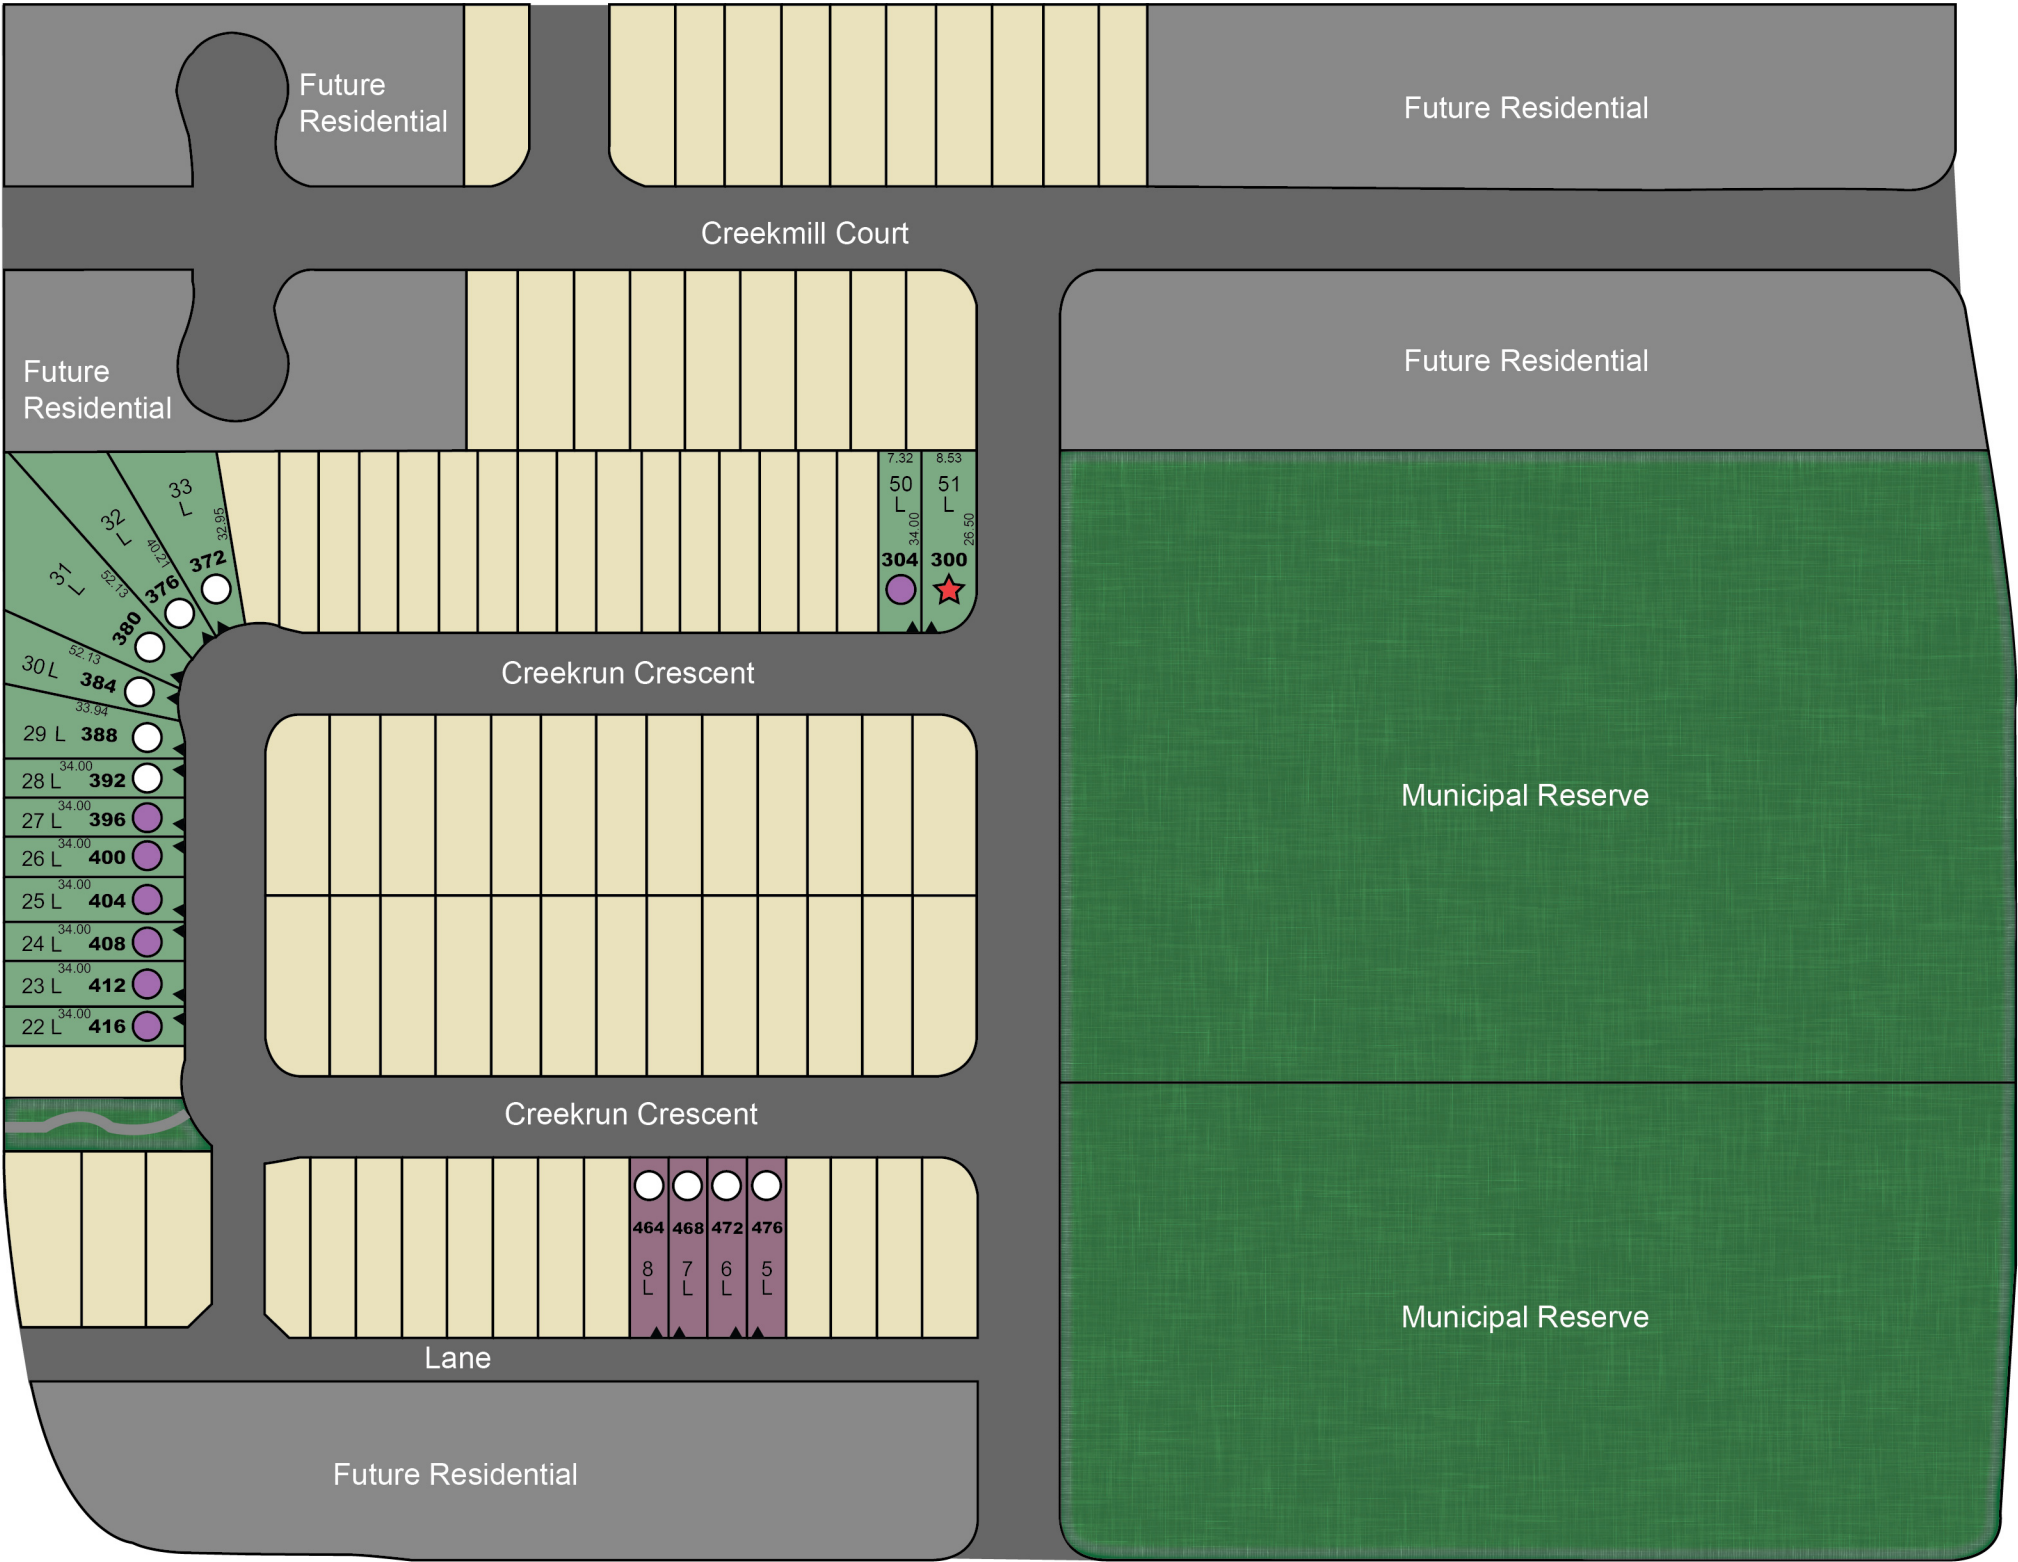 Future
Residential
Future Residential
Creekmill Court
Future
Residential
Future Residential
7.32
8.53
50
L
51
L
34.00
26.50
304
300
33
L
32.95
372
32
L
40.21
376
31
L
52.13
380
30 L
52.13
384
33.94
29 L 388
34.00
28 L 392
34.00
27 L 396
34.00
26 L 400
34.00
25 L 404
34.00
24 L 408
34.00
23 L 412
34.00
22 L 416
Creekrun Crescent
Municipal Reserve
Creekrun Crescent
464
468
472
476
8
L
7
L
6
L
5
L
Municipal Reserve
Lane
Future Residential